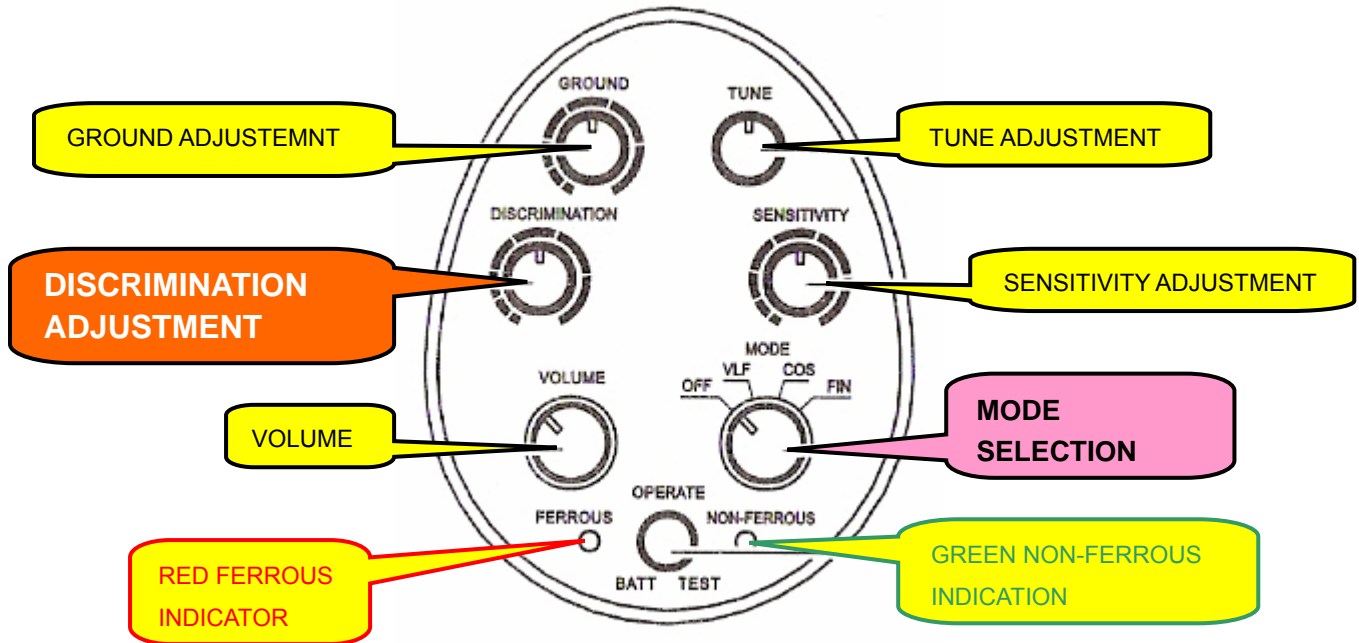 GROUND
TUNE
GROUND ADJUSTEMNT
TUNE ADJUSTMENT
DISCRIMINATION
SENSITIVITY
DISCRIMINATION
ADJUSTMENT
SENSITIVITY ADJUSTMENT
MODE
VOLUME
OFF
VLF
COS
FIN
VOLUME
MODE
SELECTION
OPERATE
FERROUS
NON-FERROUS
BATT
TEST
RED FERROUS
INDICATOR
GREEN NON-FERROUS
INDICATION